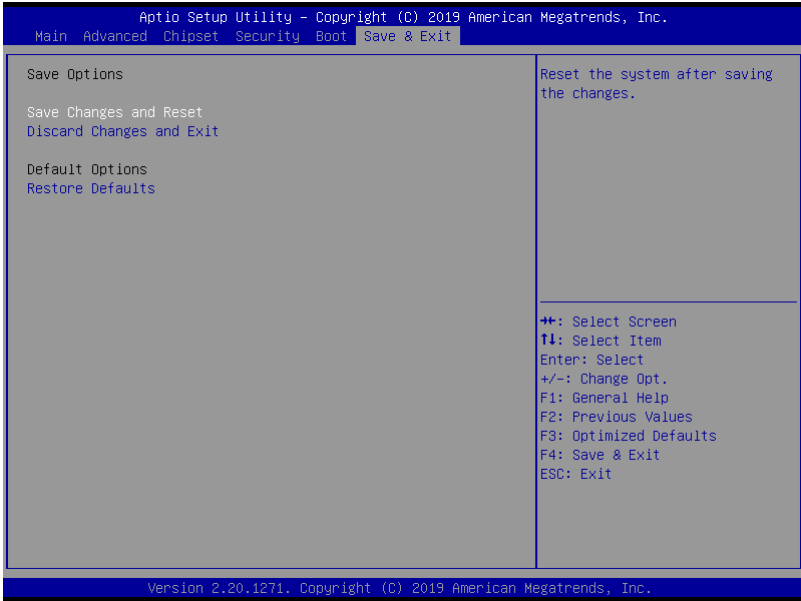 Aptio Setup Utility – Copyright (C) 2019 American Megatrends, Inc.
Main Advanced Chipset Security Boot Save & Exit
Save Options
Save Changes and Reset
Discard Changes and Exit
Default Options
Restore Defaults
Reset the system after saving
the changes.
→←: Select Screen
↑↓: Select Item
Enter: Select
+/-: Change Opt.
F1: General Help
F2: Previous Values
F3: Optimized Defaults
F4: Save & Exit
ESC: Exit
Version 2.20.1271. Copyright (C) 2019 American Megatrends, Inc.